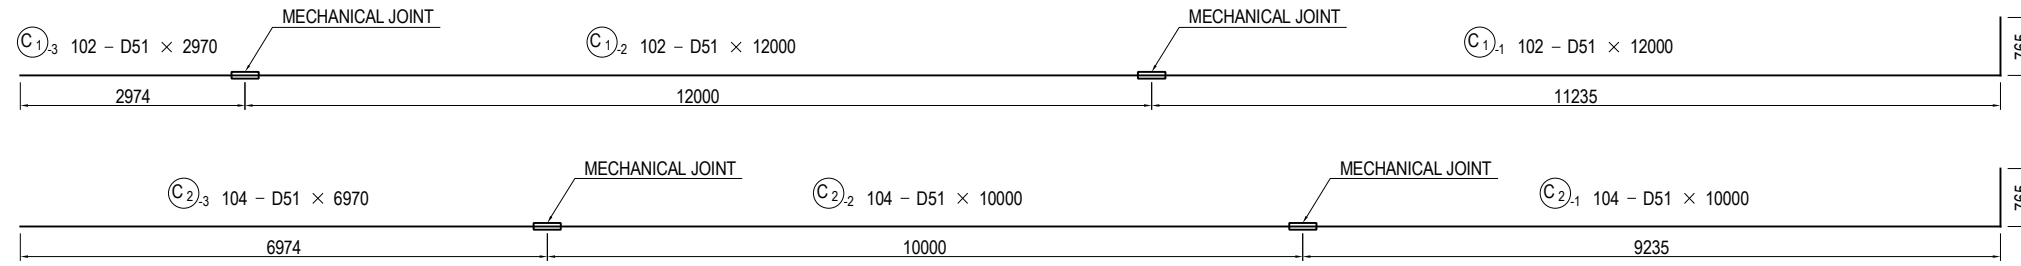 MECHANICAL JOINT
MECHANICAL JOINT
C1-3 102 − D51 × 2970
C1-2 102 − D51 × 12000
C1-1 102 − D51 × 12000
765
2974
12000
11235
MECHANICAL JOINT
MECHANICAL JOINT
C2-3 104 − D51 × 6970
C2-2 104 − D51 × 10000
C2-1 104 − D51 × 10000
765
6974
10000
9235